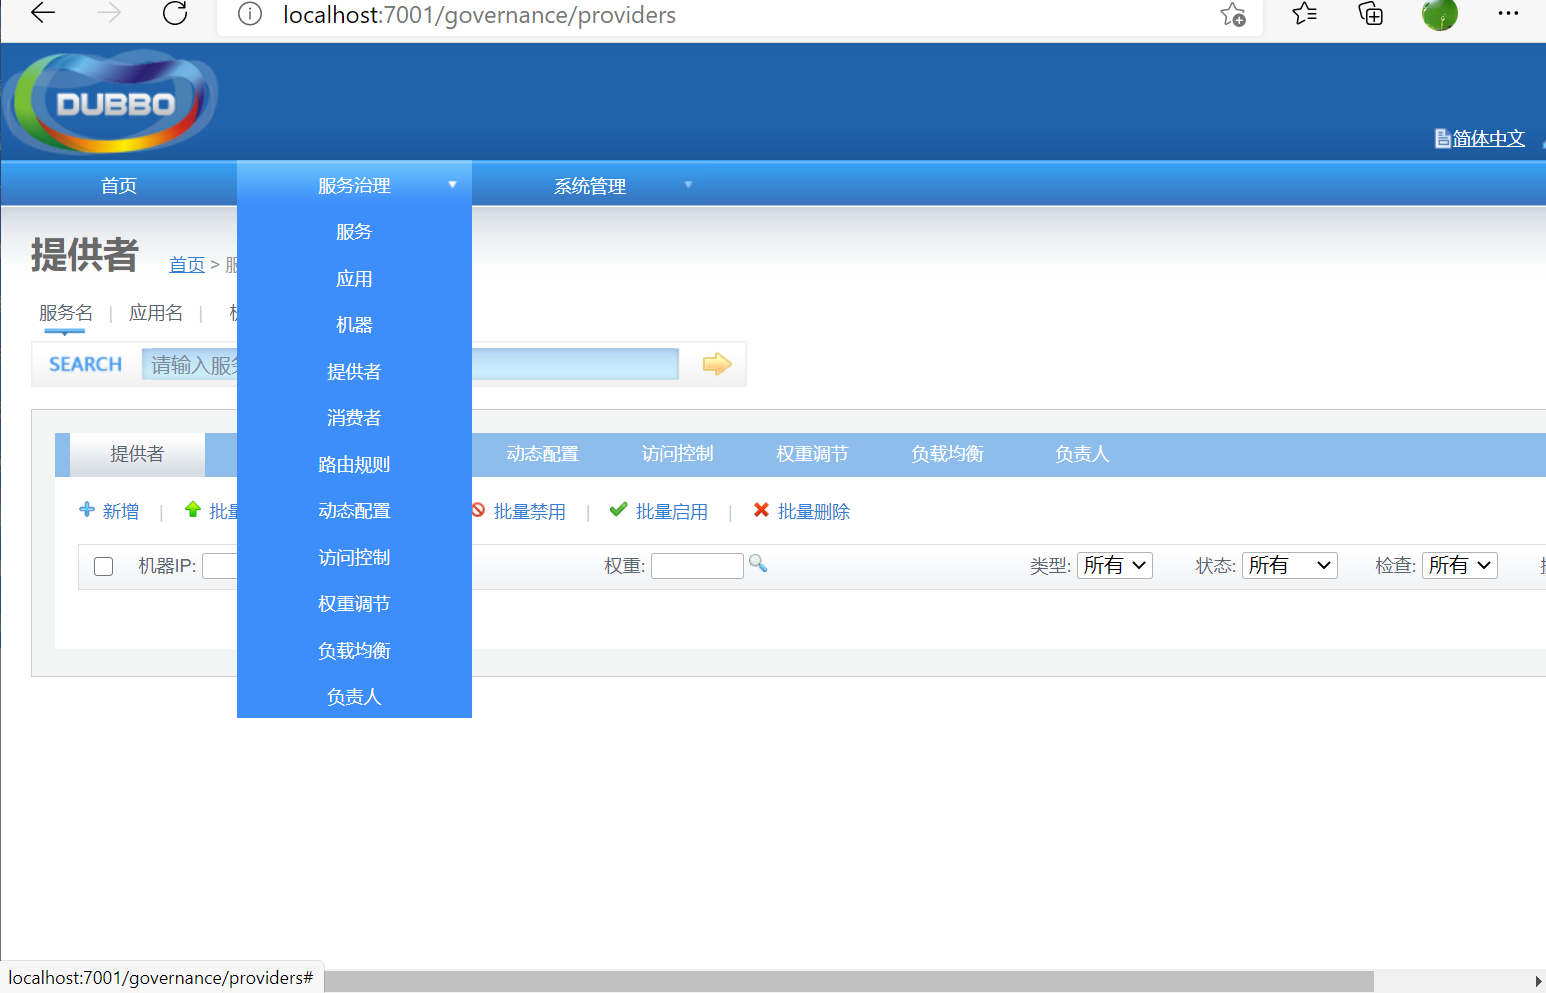 localhost:7001/governance/providers
DUBBO
简体中文
首页 服务治理 系统管理
服务
应用
机器
提供者
消费者
路由规则
动态配置
访问控制
权重调节
负载均衡
负责人
提供者 首页 > 服
服务名 | 应用名 |
SEARCH 请输入服务
提供者 动态配置 访问控制 权重调节 负载均衡 负责人
新增 | 批量 批量禁用 | 批量启用 | 批量删除
机器IP: 权重: 类型: 所有 状态: 所有 检查: 所有
localhost:7001/governance/providers#